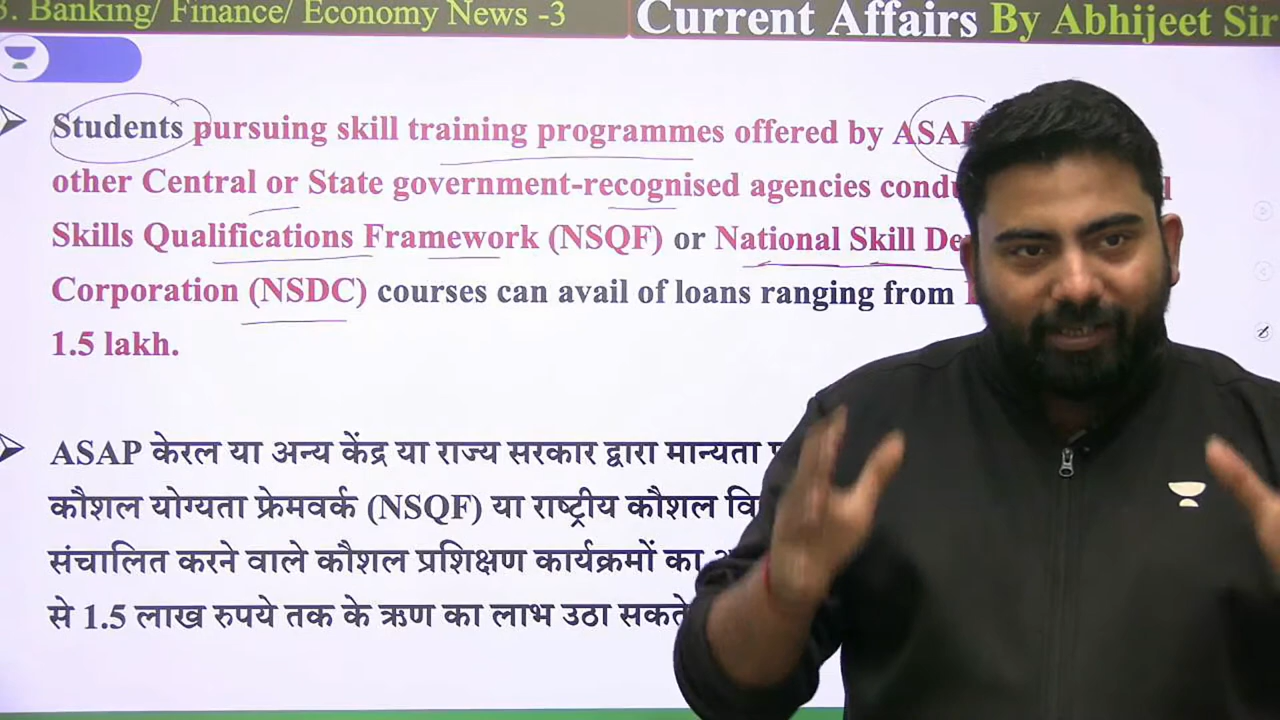 3. Banking/ Finance/ Economy News -3
Current Affairs By Abhijeet Sir
Students pursuing skill training programmes offered by
other Central or State government-recognised agencies
Skills Qualifications Framework (NSQF) or National Skill
Corporation (NSDC) courses can avail of loans ranging from
1.5 lakh.
ASAP केरल या अन्य केंद्र या राज्य सरकार द्वारा मान्यता
कौशल योग्यता फ्रेमवर्क (NSQF) या राष्ट्रीय कौशल
संचालित करने वाले कौशल प्रशिक्षण कार्यक्रमों का
से 1.5 लाख रुपये तक के ऋण का लाभ उठा सकते